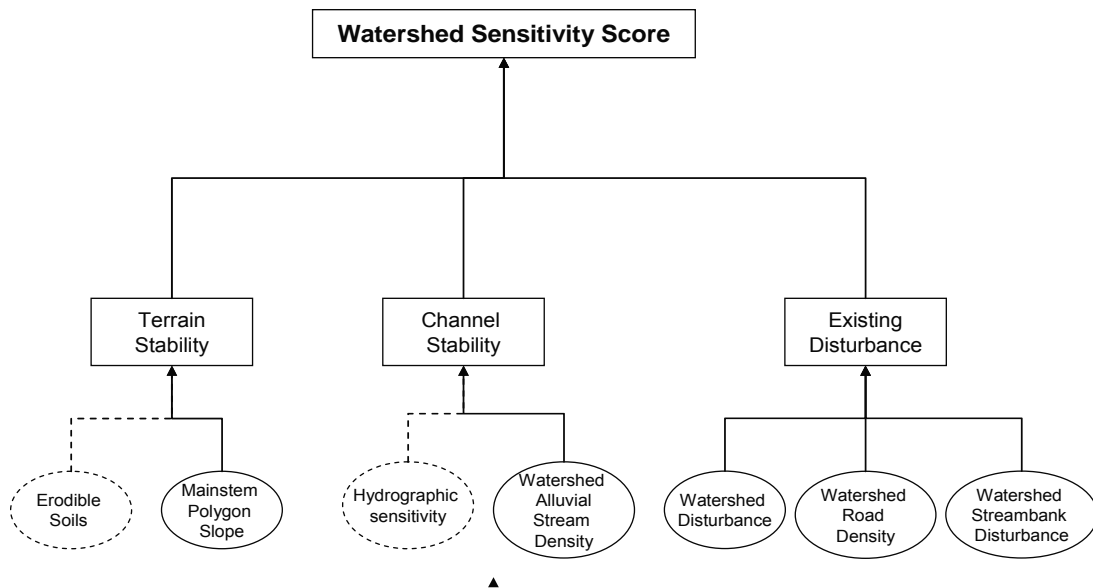 Watershed Sensitivity Score
Terrain
Stability
Channel
Stability
Existing
Disturbance
Erodible
Soils
Mainstem
Polygon
Slope
Hydrographic
sensitivity
Watershed
Alluvial
Stream
Density
Watershed
Disturbance
Watershed
Road
Density
Watershed
Streambank
Disturbance